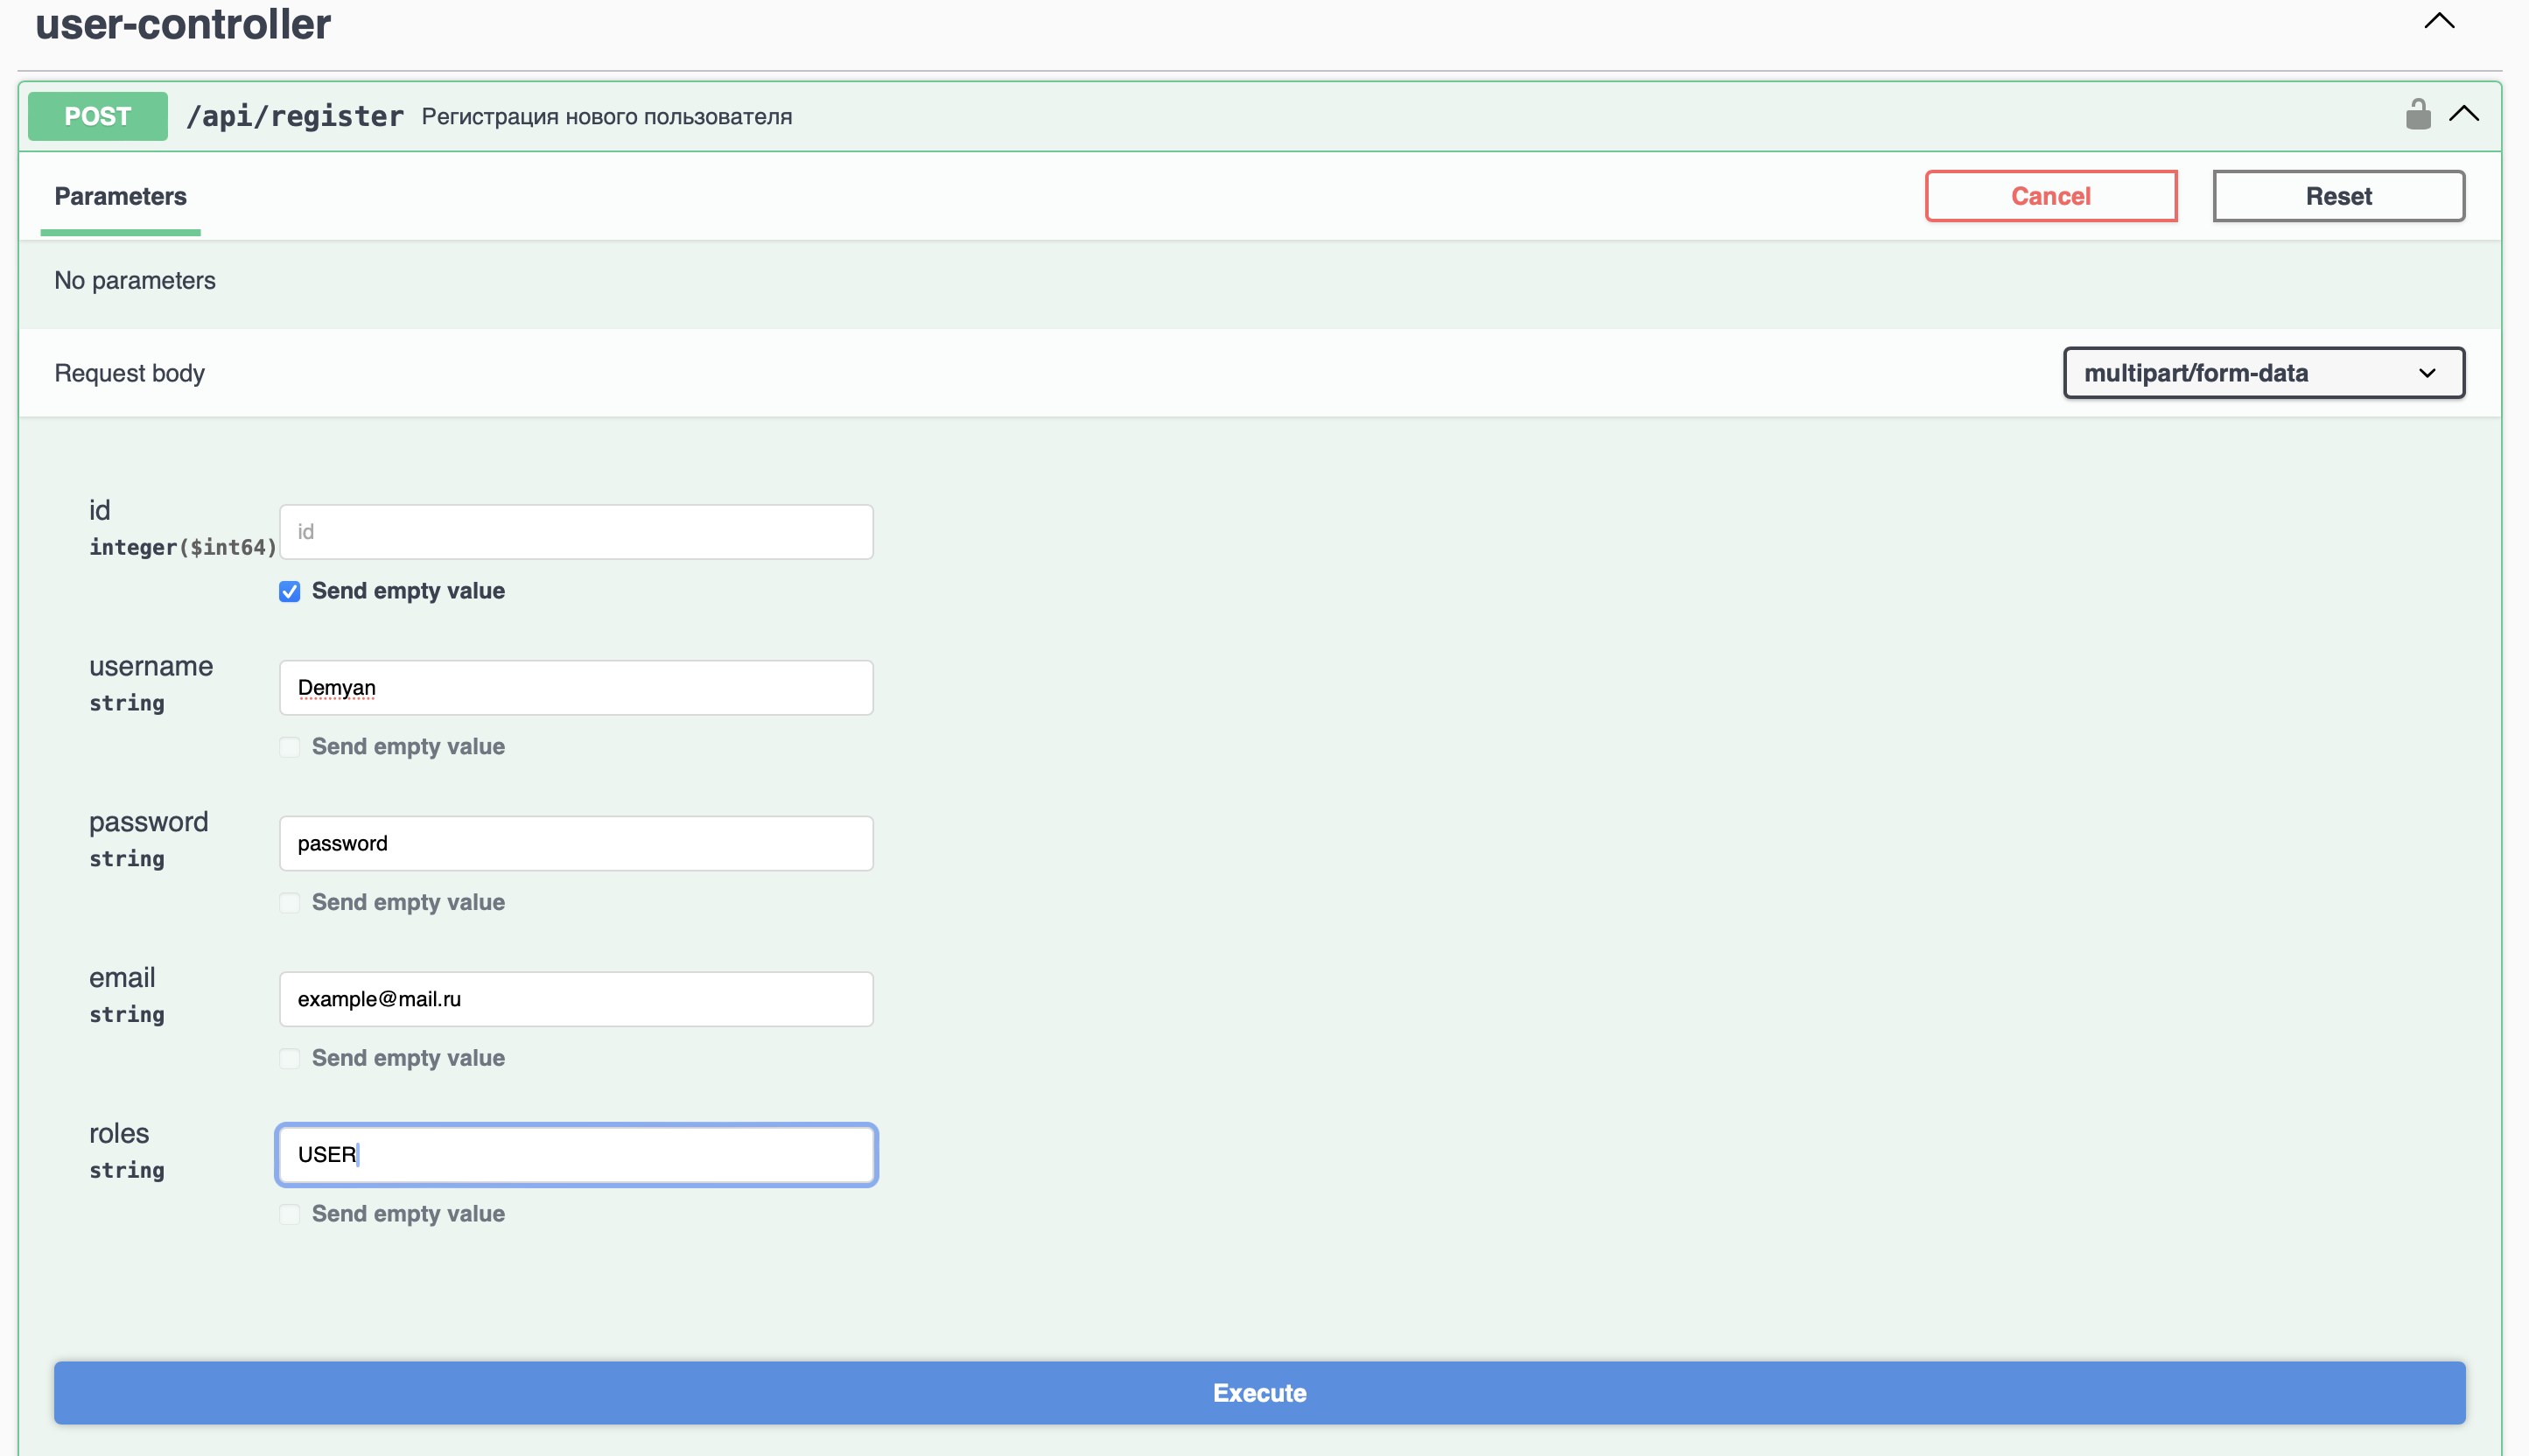 user-controller
POST /api/register Регистрация нового пользователя
Parameters
Cancel
Reset
No parameters
Request body
multipart/form-data
id
integer($int64)
id
Send empty value
username
string
Demyan
Send empty value
password
string
password
Send empty value
email
string
example@mail.ru
Send empty value
roles
string
USER
Send empty value
Execute